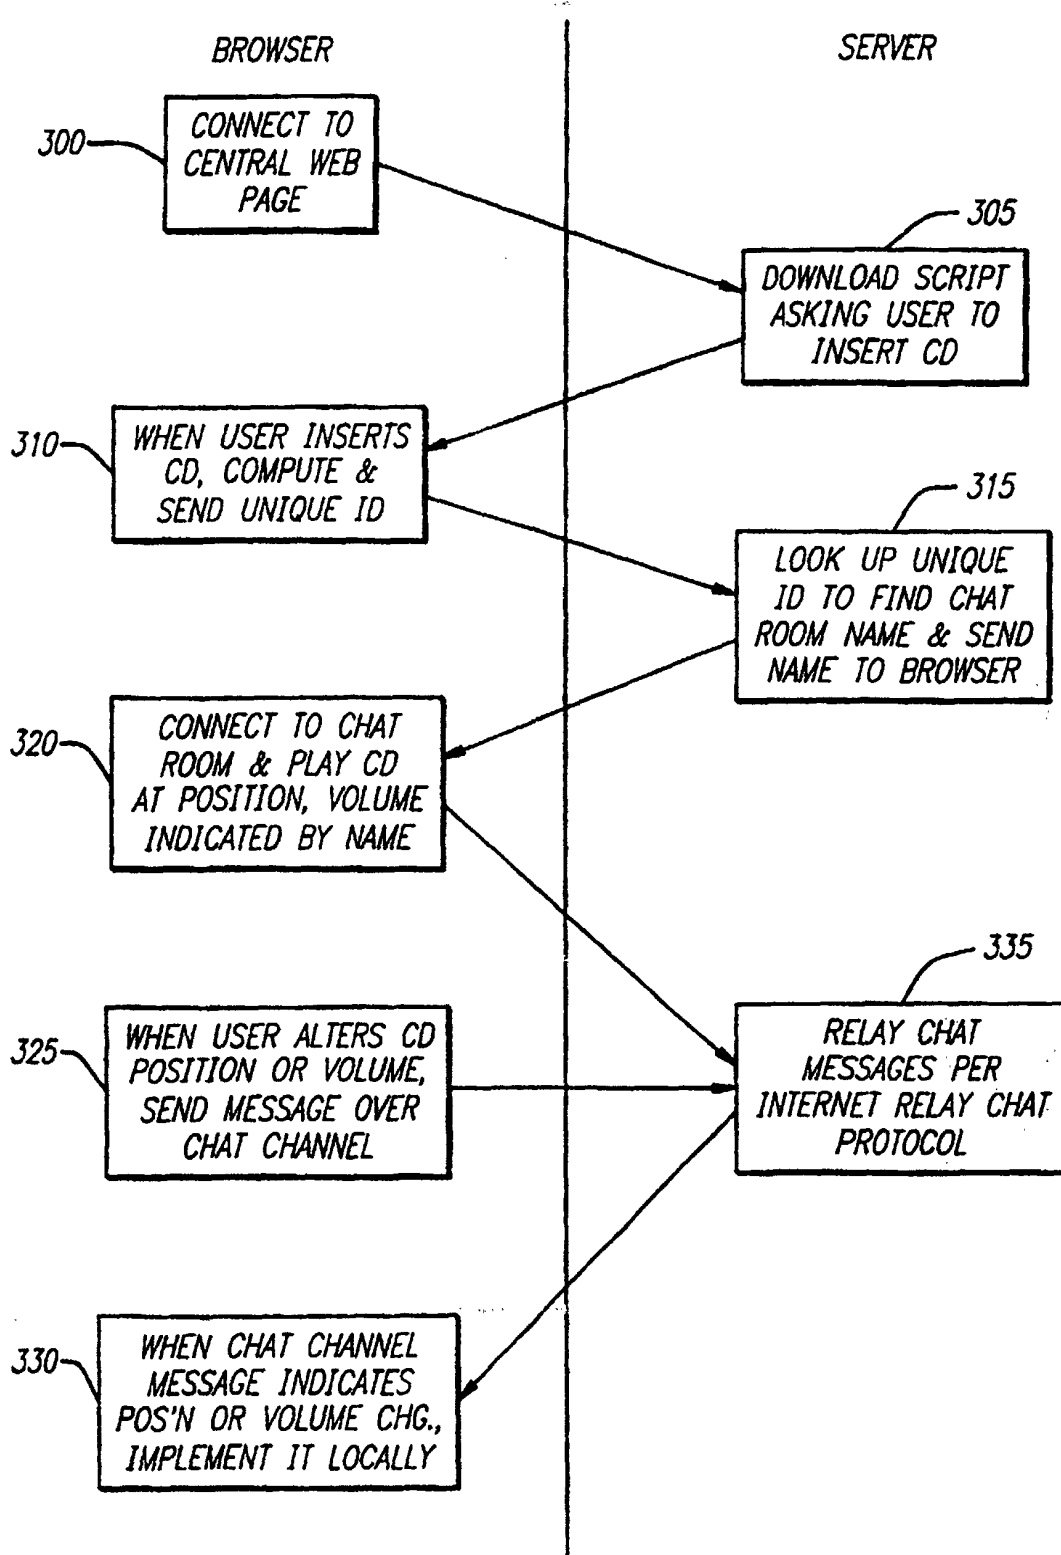 BROWSER
SERVER
300
CONNECT TO
CENTRAL WEB
PAGE
305
DOWNLOAD SCRIPT
ASKING USER TO
INSERT CD
310
WHEN USER INSERTS
CD, COMPUTE &
SEND UNIQUE ID
315
LOOK UP UNIQUE
ID TO FIND CHAT
ROOM NAME & SEND
NAME TO BROWSER
320
CONNECT TO CHAT
ROOM & PLAY CD
AT POSITION, VOLUME
INDICATED BY NAME
335
RELAY CHAT
MESSAGES PER
INTERNET RELAY CHAT
PROTOCOL
325
WHEN USER ALTERS CD
POSITION OR VOLUME,
SEND MESSAGE OVER
CHAT CHANNEL
330
WHEN CHAT CHANNEL
MESSAGE INDICATES
POS'N OR VOLUME CHG.,
IMPLEMENT IT LOCALLY